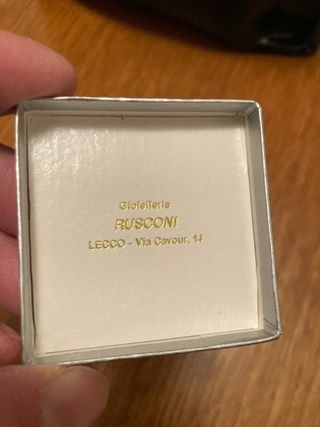 Gioielleria
RUSCONI
LECCO - Via Cavour, 14